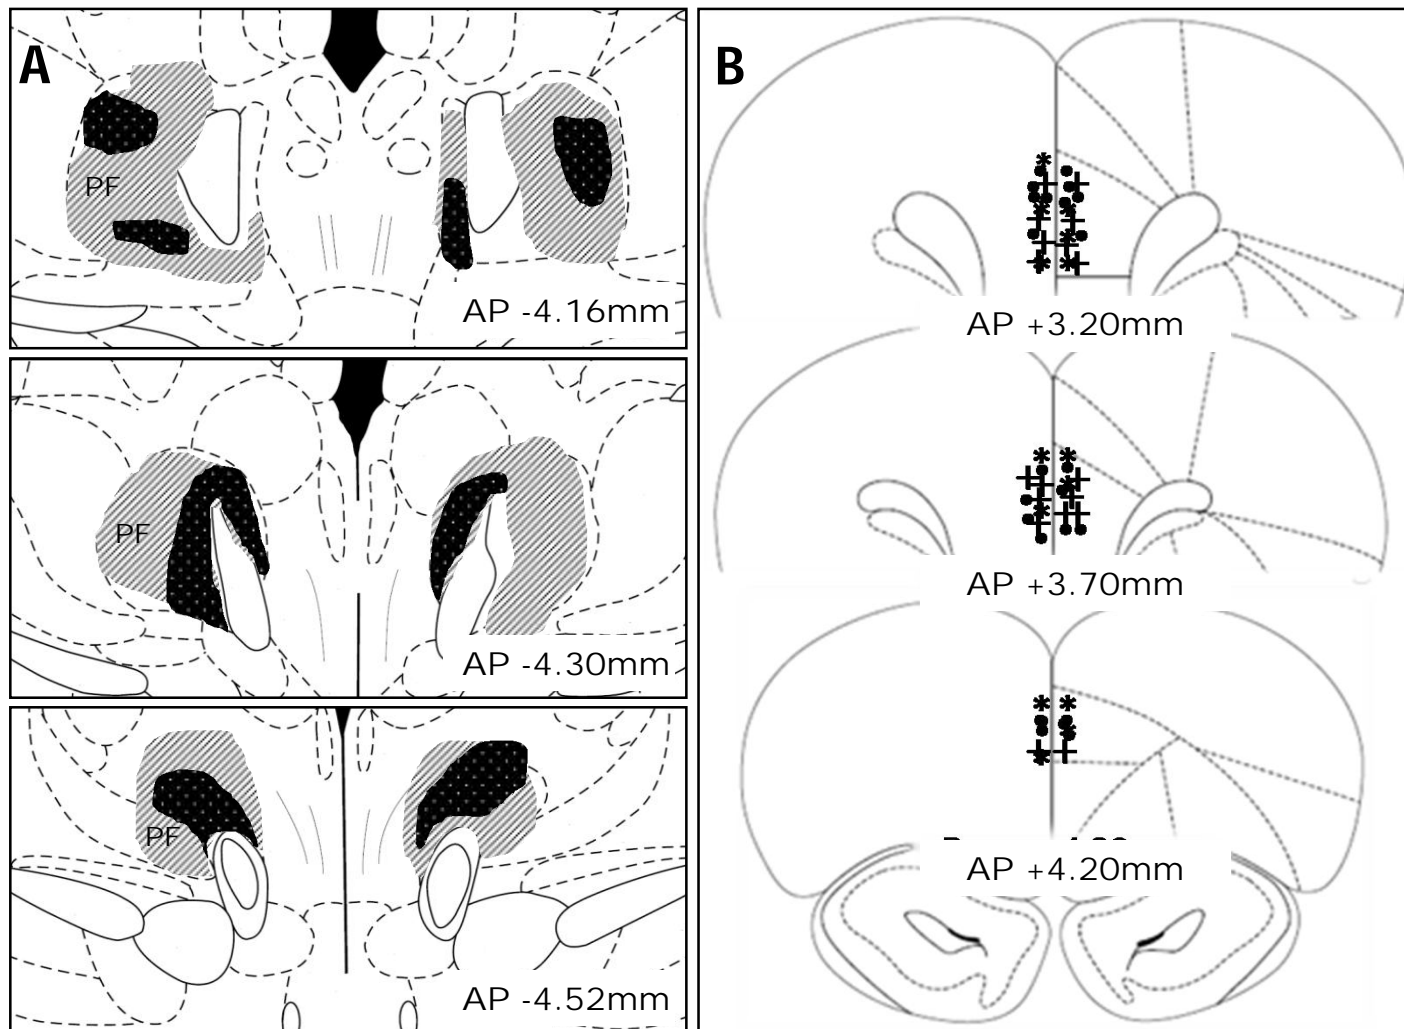 A
PF
AP -4.16mm
PF
AP -4.30mm
PF
AP -4.52mm
B
AP +3.20mm
AP +3.70mm
AP +4.20mm